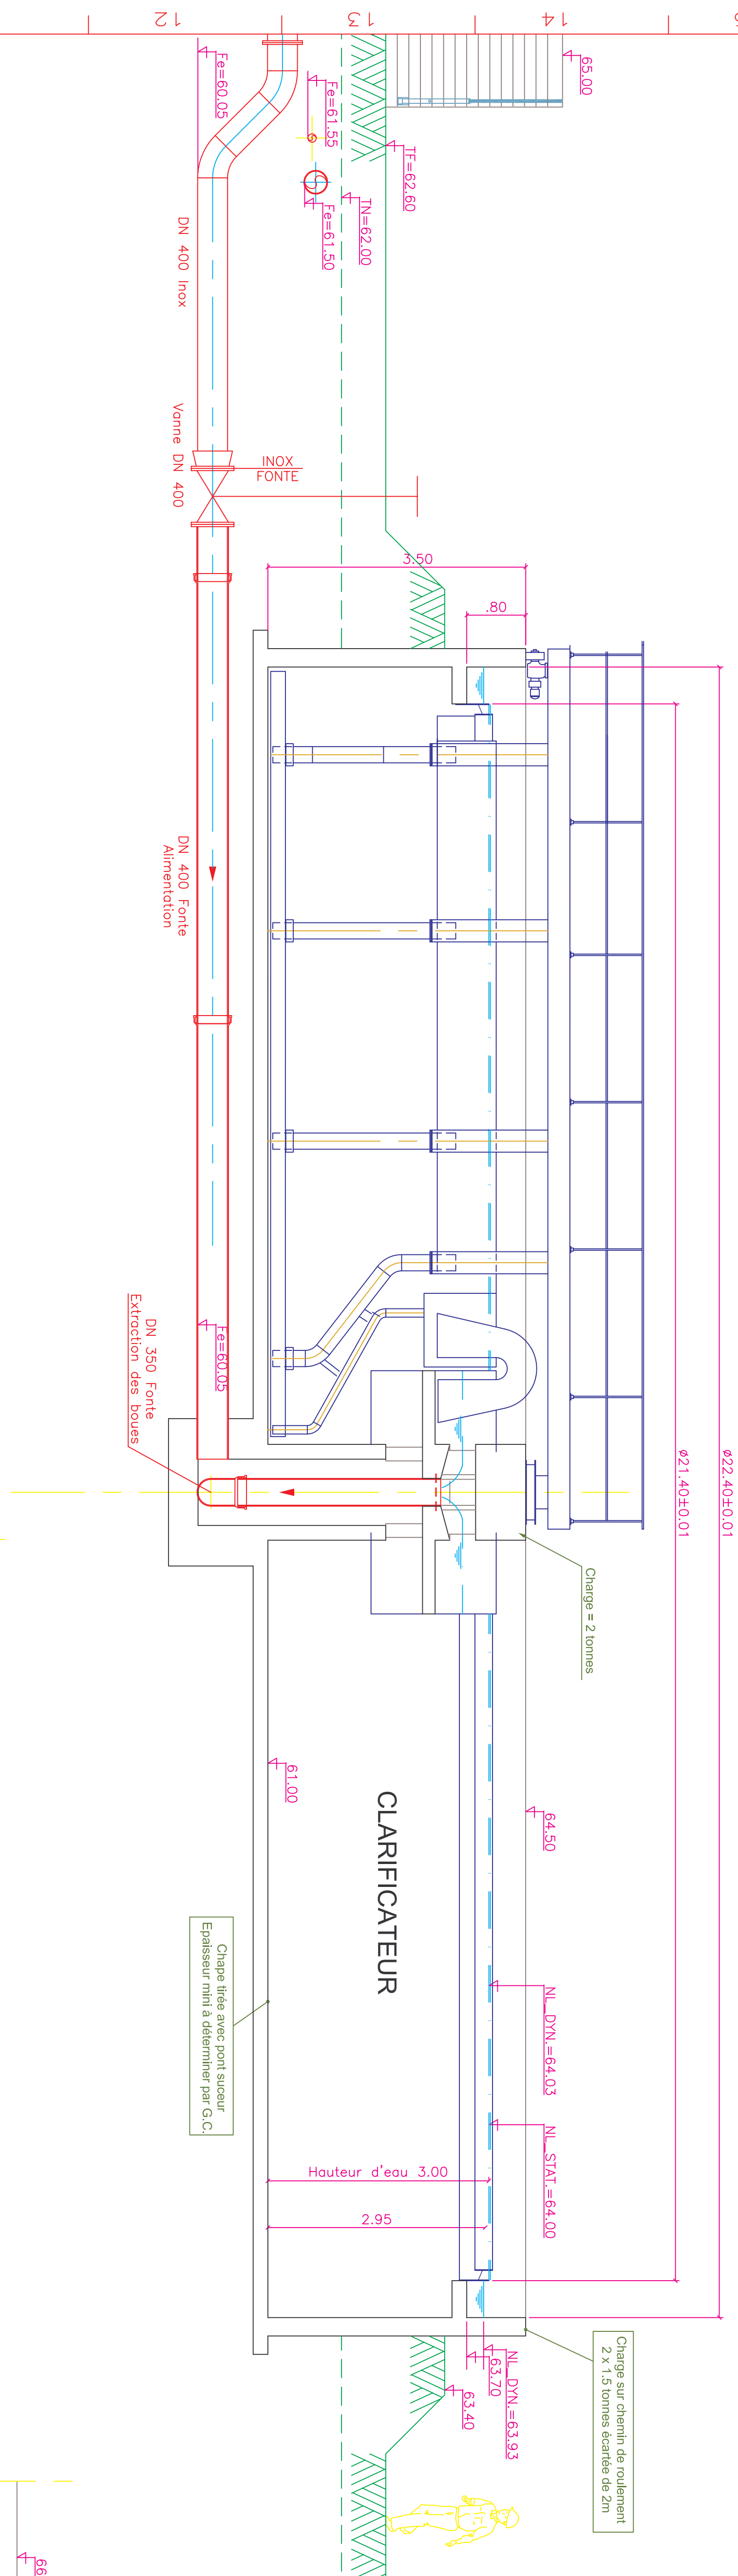 12
13
14
65.00
TF=62.60
TN=62.00
Fe=61.55
Fe=61.50
Fe=60.05
DN 400 Inox
Vanne DN 400
INOX
FONTE
3.50
.80
DN 400 Fonte
Alimentation
Fe=60.05
DN 350 Fonte
Extraction des boues
ø22.40±0.01
ø21.40±0.01
Charge = 2 tonnes
61.00
64.50
CLARIFICATEUR
Chape tirée avec pont suceur
Epaisseur mini à déterminer par G.C.
NL_DYN.=64.03
NL_STAT.=64.00
Hauteur d'eau 3.00
2.95
Charge sur chemin de roulement
2 x 1.5 tonnes écartée de 2m
NL_DYN.=63.93
63.70
63.40